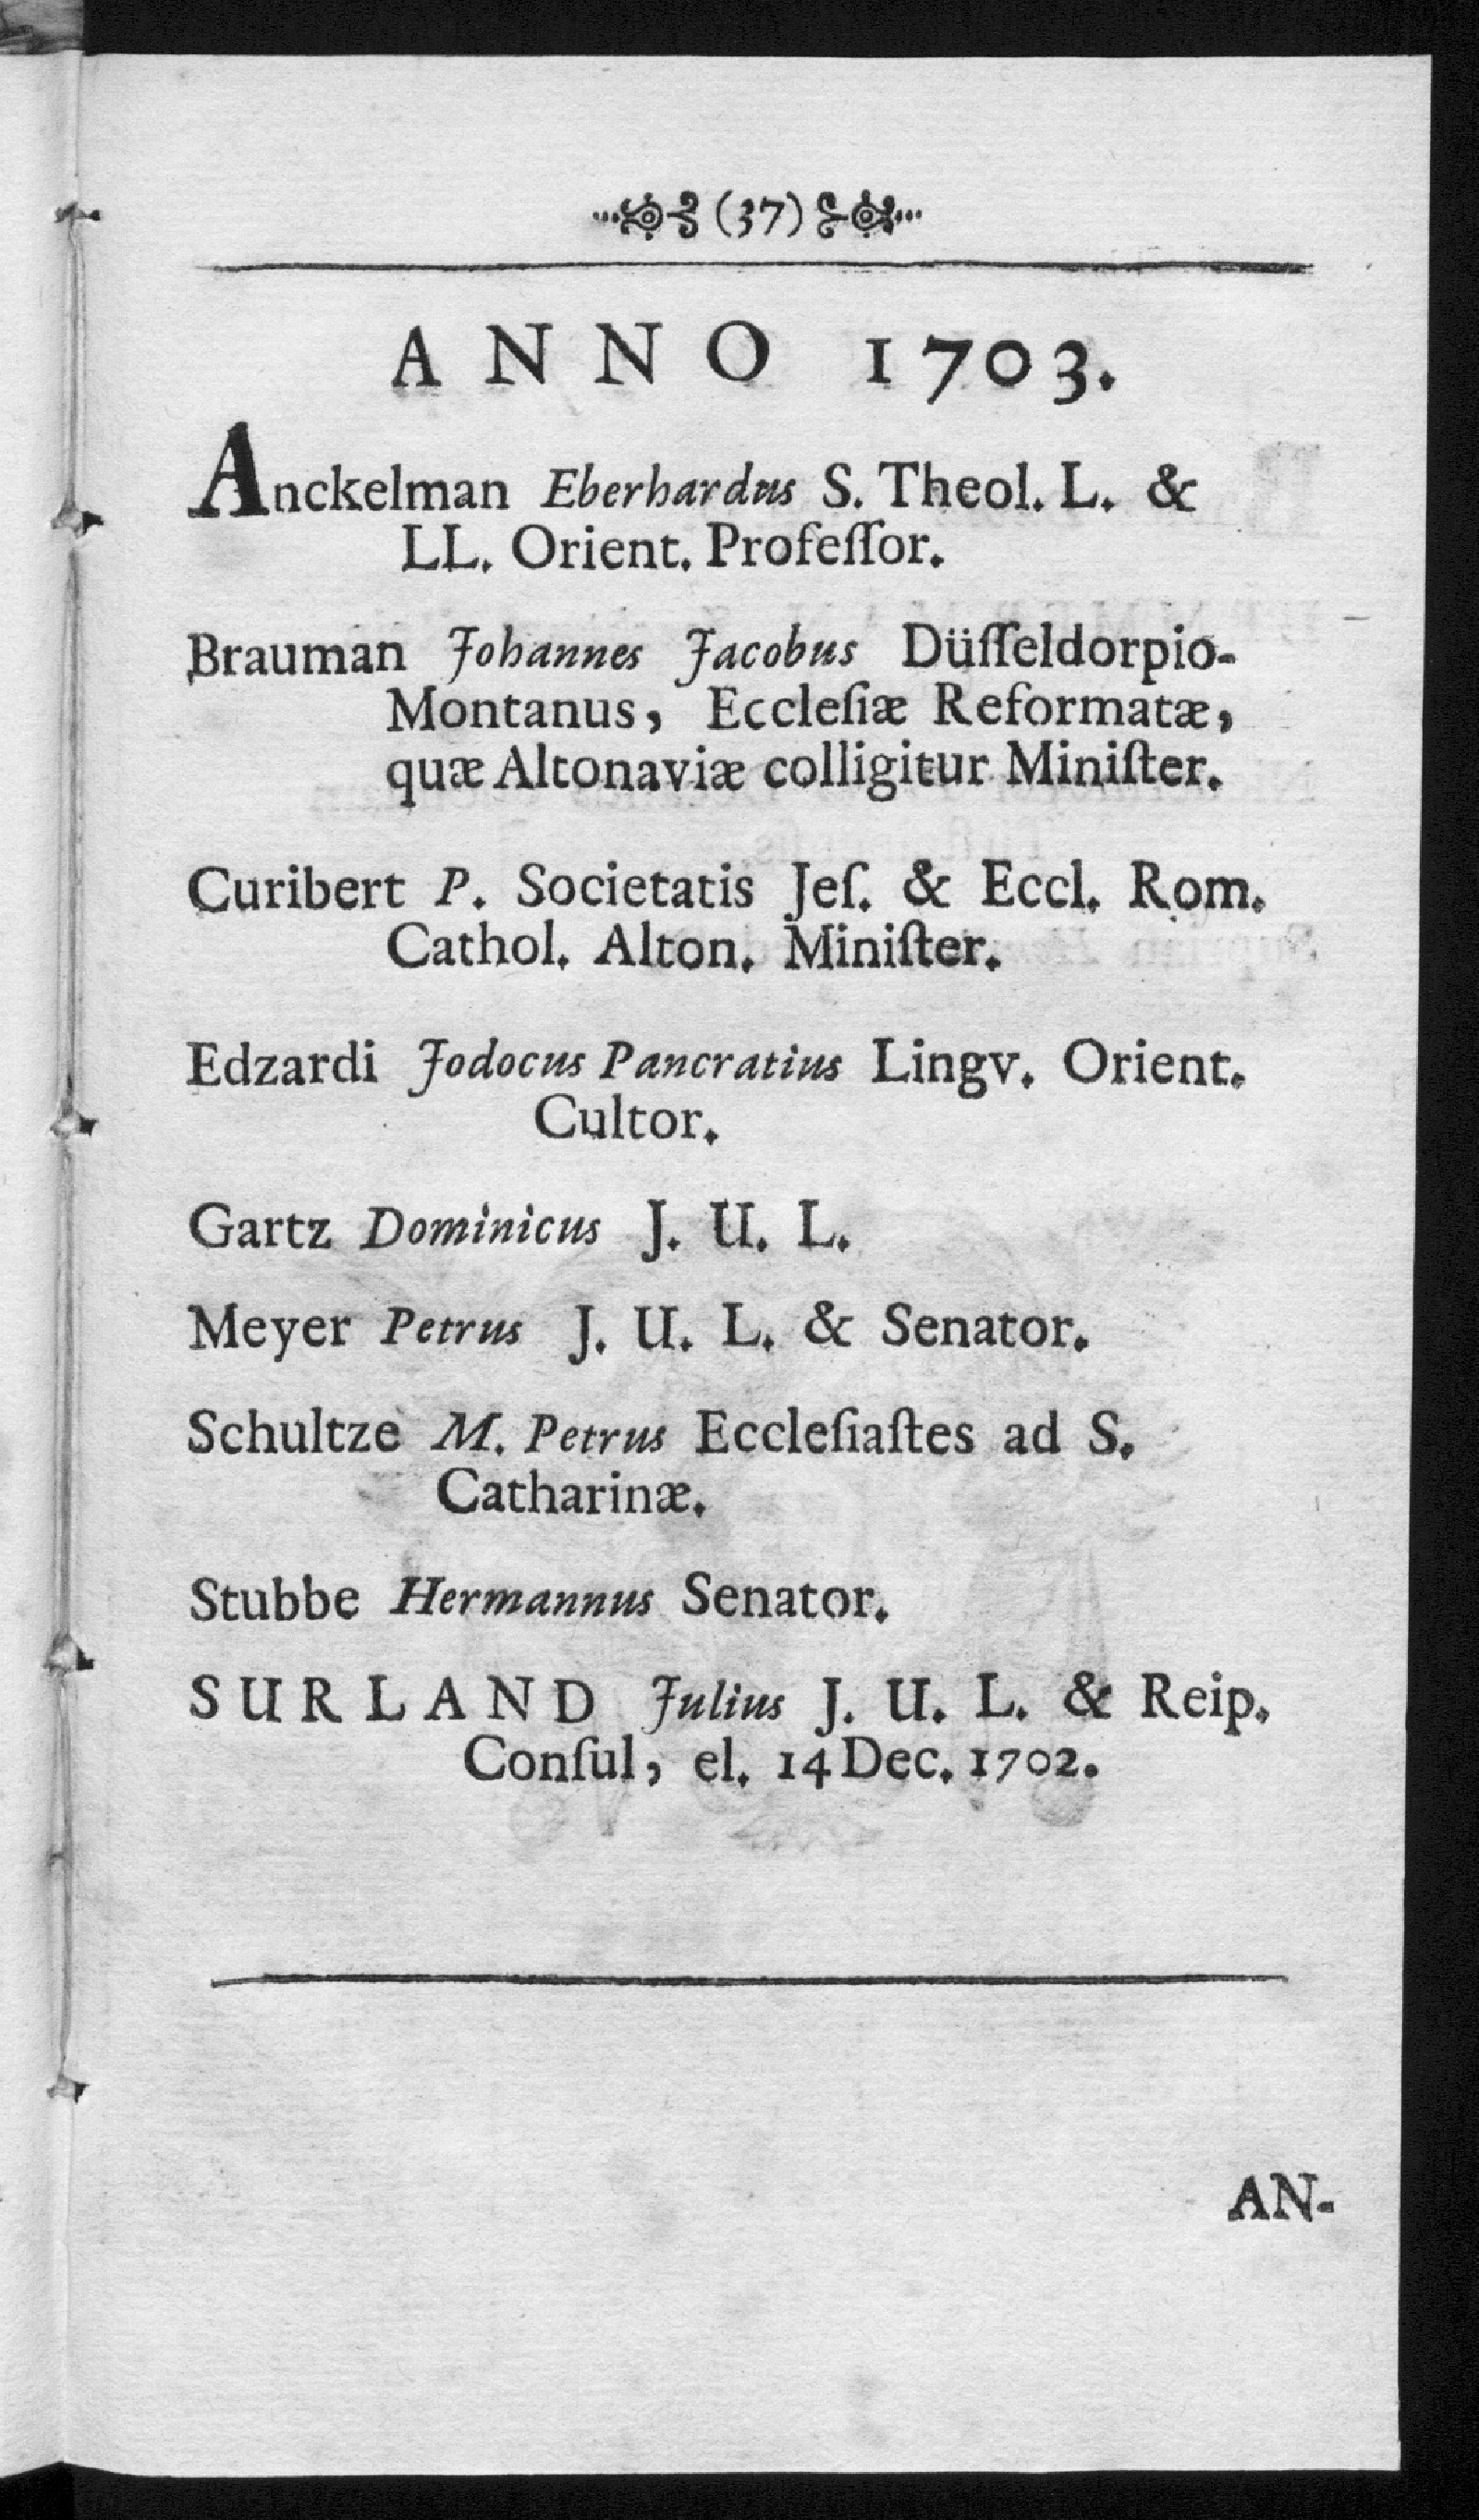 (37)
ANNO 1703.
Anckelman Eberhardus S. Theol. L. &
LL. Orient. Profeſſor.
Brauman Johannes Jacobus Düſſeldorpio-
Montanus, Eccleſiæ Reformatæ,
quæ Altonaviæ colligitur Miniſter.
Curibert P. Societatis Jeſ. & Eccl. Rom.
Cathol. Alton. Miniſter.
Edzardi Jodocus Pancratius Lingv. Orient.
Cultor.
Gartz Dominicus J. U. L.
Meyer Petrus J. U. L. & Senator.
Schultze M. Petrus Eccleſiaſtes ad S.
Catharinæ.
Stubbe Hermannus Senator.
SURLAND Julius J. U. L. & Reip.
Conſul, el. 14 Dec. 1702.
AN-